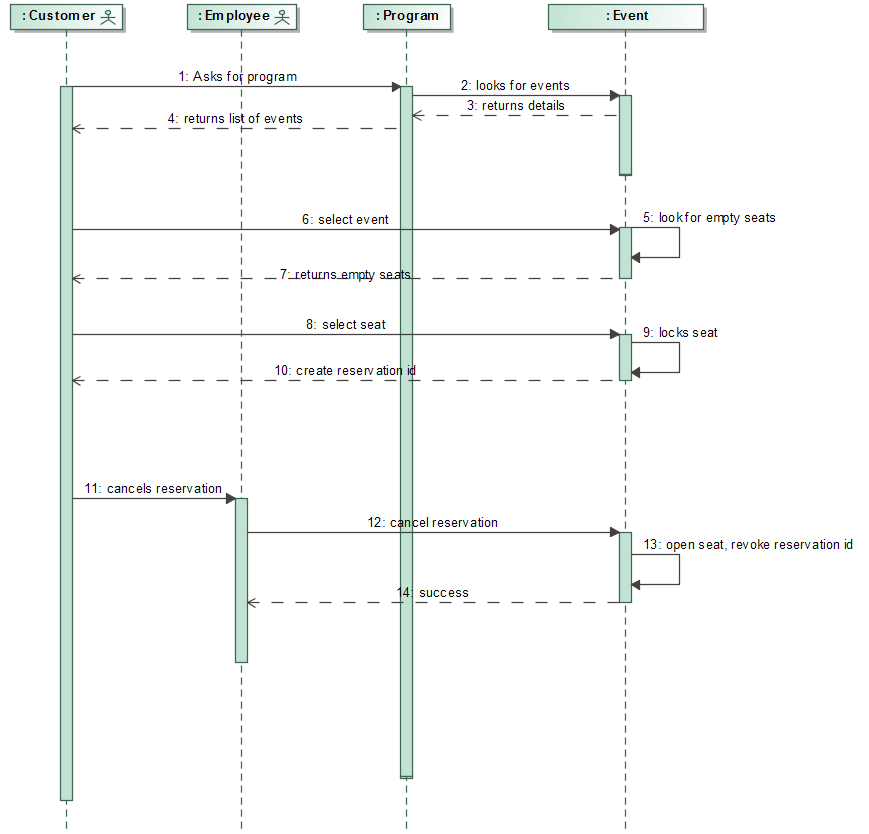 : Customer
: Employee
: Program
: Event
1: Asks for program
2: looks for events
3: returns details
4: returns list of events
5: look for empty seats
6: select event
7: returns empty seats
8: select seat
9: locks seat
10: create reservation id
11: cancels reservation
12: cancel reservation
13: open seat, revoke reservation id
14: success